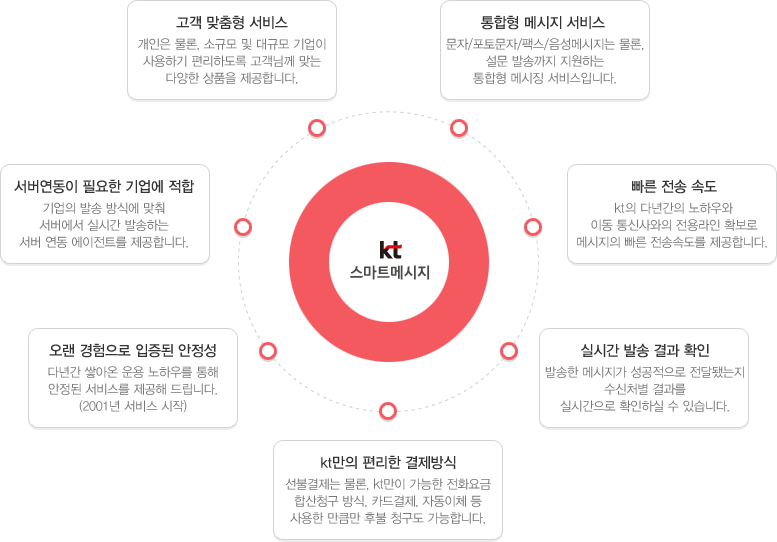 고객 맞춤형 서비스
개인은 물론, 소규모 및 대규모 기업이
사용하기 편리하도록 고객님께 맞는
다양한 상품을 제공합니다.
통합형 메시지 서비스
문자/포토문자/팩스/음성메시지는 물론,
설문 발송까지 지원하는
통합형 메시징 서비스입니다.
서버연동이 필요한 기업에 적합
기업의 발송 방식에 맞춰
서버에서 실시간 발송하는
서버 연동 에이전트를 제공합니다.
빠른 전송 속도
kt의 다년간의 노하우와
이동 통신사와의 전용라인 확보로
메시지의 빠른 전송속도를 제공합니다.
kt
스마트메시지
오랜 경험으로 입증된 안정성
다년간 쌓아온 운용 노하우를 통해
안정된 서비스를 제공해 드립니다.
(2001년 서비스 시작)
실시간 발송 결과 확인
발송한 메시지가 성공적으로 전달됐는지
수신처별 결과를
실시간으로 확인하실 수 있습니다.
kt만의 편리한 결제방식
선불결제는 물론, kt만이 가능한 전화요금
합산청구 방식, 카드결제, 자동이체 등
사용한 만큼만 후불 청구도 가능합니다.